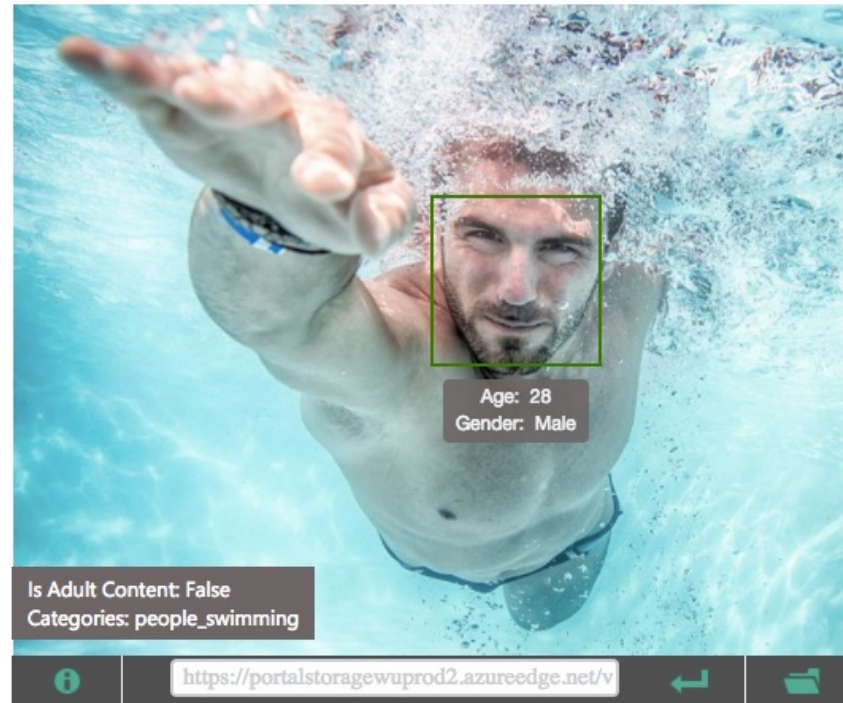 Age: 28
Gender: Male
Is Adult Content: False
Categories: people_swimming
https://portalstoragewuprod2.azureedge.net/v